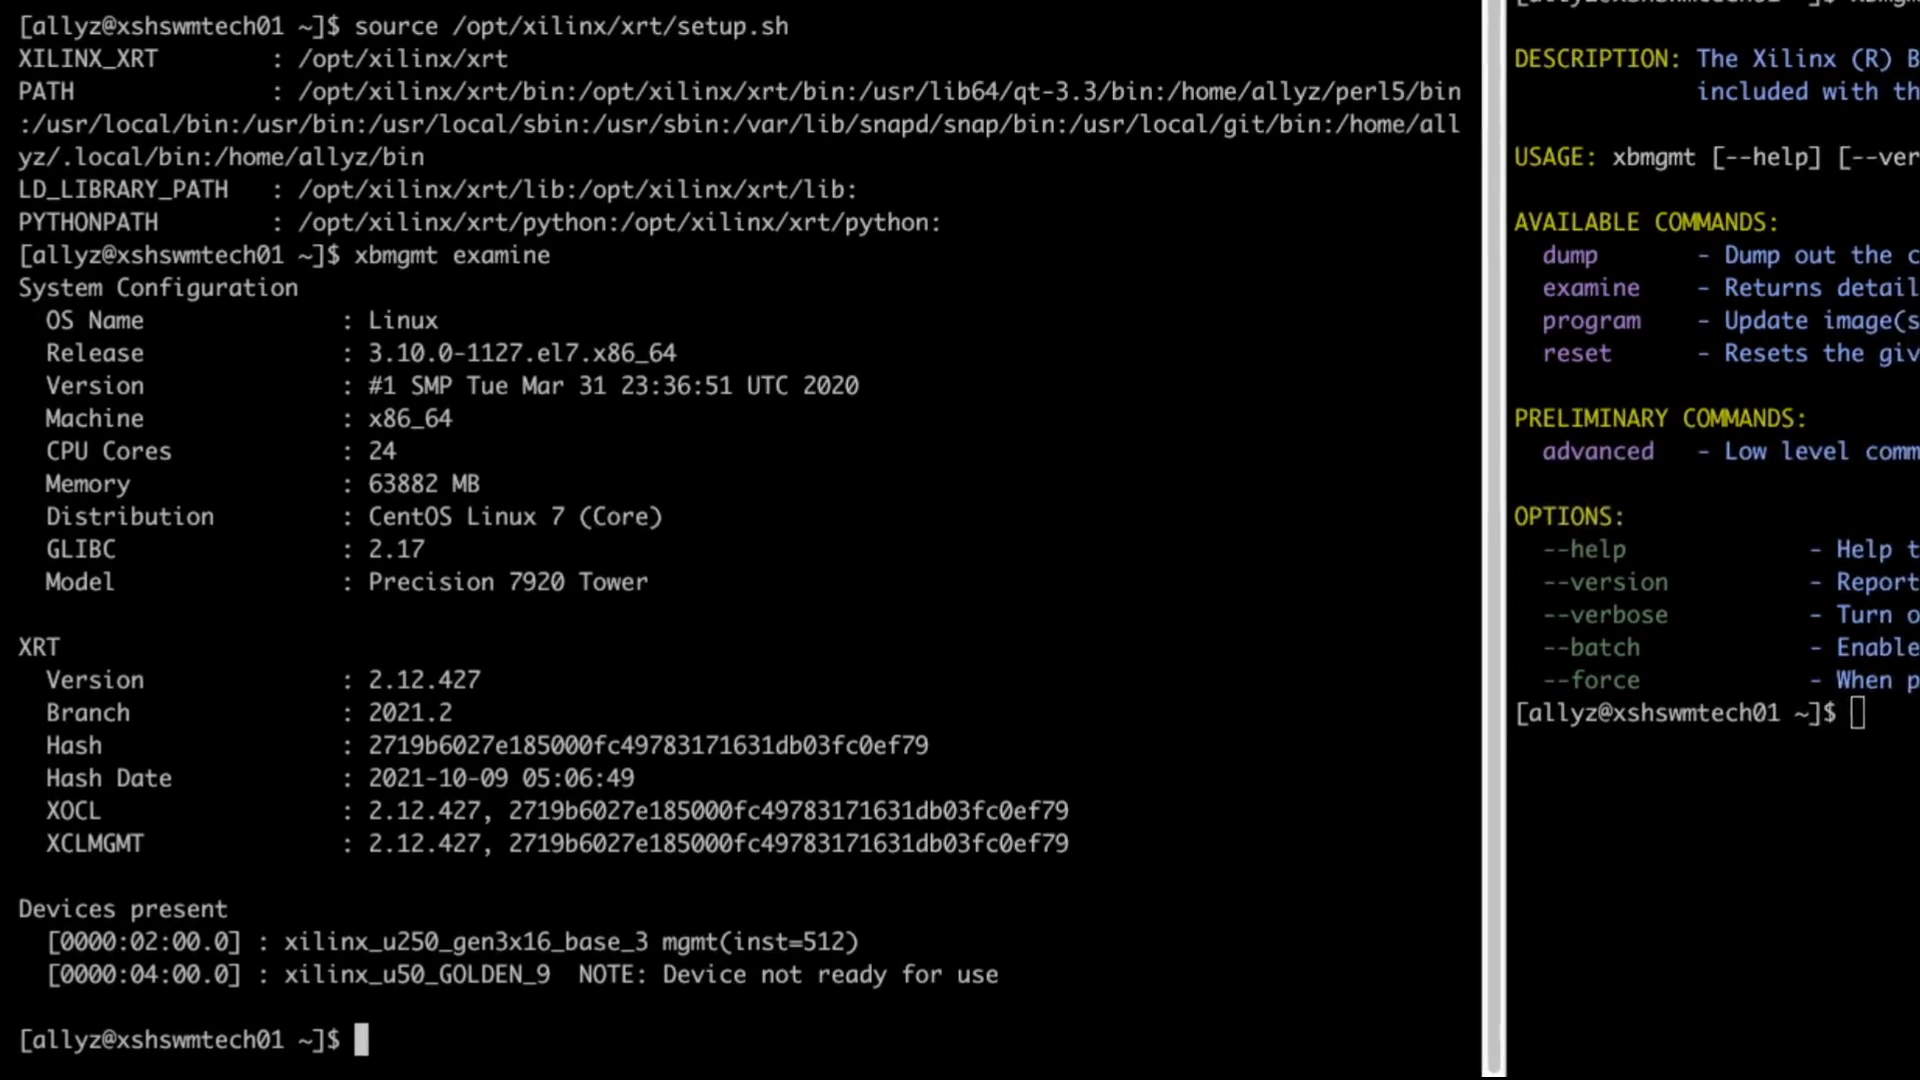 [allyz@xshswmtech01 ~]$ source /opt/xilinx/xrt/setup.sh
XILINX_XRT        : /opt/xilinx/xrt
PATH              : /opt/xilinx/xrt/bin:/opt/xilinx/xrt/bin:/usr/lib64/qt-3.3/bin:/home/allyz/perl5/bin
:/usr/local/bin:/usr/bin:/usr/local/sbin:/usr/sbin:/var/lib/snapd/snap/bin:/usr/local/git/bin:/home/all
yz/.local/bin:/home/allyz/bin
LD_LIBRARY_PATH   : /opt/xilinx/xrt/lib:/opt/xilinx/xrt/lib:
PYTHONPATH        : /opt/xilinx/xrt/python:/opt/xilinx/xrt/python:
[allyz@xshswmtech01 ~]$ xbmgmt examine
System Configuration
  OS Name              : Linux
  Release              : 3.10.0-1127.el7.x86_64
  Version              : #1 SMP Tue Mar 31 23:36:51 UTC 2020
  Machine              : x86_64
  CPU Cores            : 24
  Memory               : 63882 MB
  Distribution         : CentOS Linux 7 (Core)
  GLIBC                : 2.17
  Model                : Precision 7920 Tower
XRT
  Version              : 2.12.427
  Branch               : 2021.2
  Hash                 : 2719b6027e185000fc49783171631db03fc0ef79
  Hash Date            : 2021-10-09 05:06:49
  XOCL                 : 2.12.427, 2719b6027e185000fc49783171631db03fc0ef79
  XCLMGMT              : 2.12.427, 2719b6027e185000fc49783171631db03fc0ef79
Devices present
  [0000:02:00.0] : xilinx_u250_gen3x16_base_3 mgmt(inst=512)
  [0000:04:00.0] : xilinx_u50_GOLDEN_9  NOTE: Device not ready for use
[allyz@xshswmtech01 ~]$
DESCRIPTION: The Xilinx (R) B
             included with th
USAGE: xbmgmt [--help] [--ver
AVAILABLE COMMANDS:
  dump       - Dump out the c
  examine    - Returns detail
  program    - Update image(s
  reset      - Resets the giv
PRELIMINARY COMMANDS:
  advanced   - Low level comm
OPTIONS:
  --help             - Help t
  --version          - Report
  --verbose          - Turn o
  --batch            - Enable
  --force            - When p
[allyz@xshswmtech01 ~]$